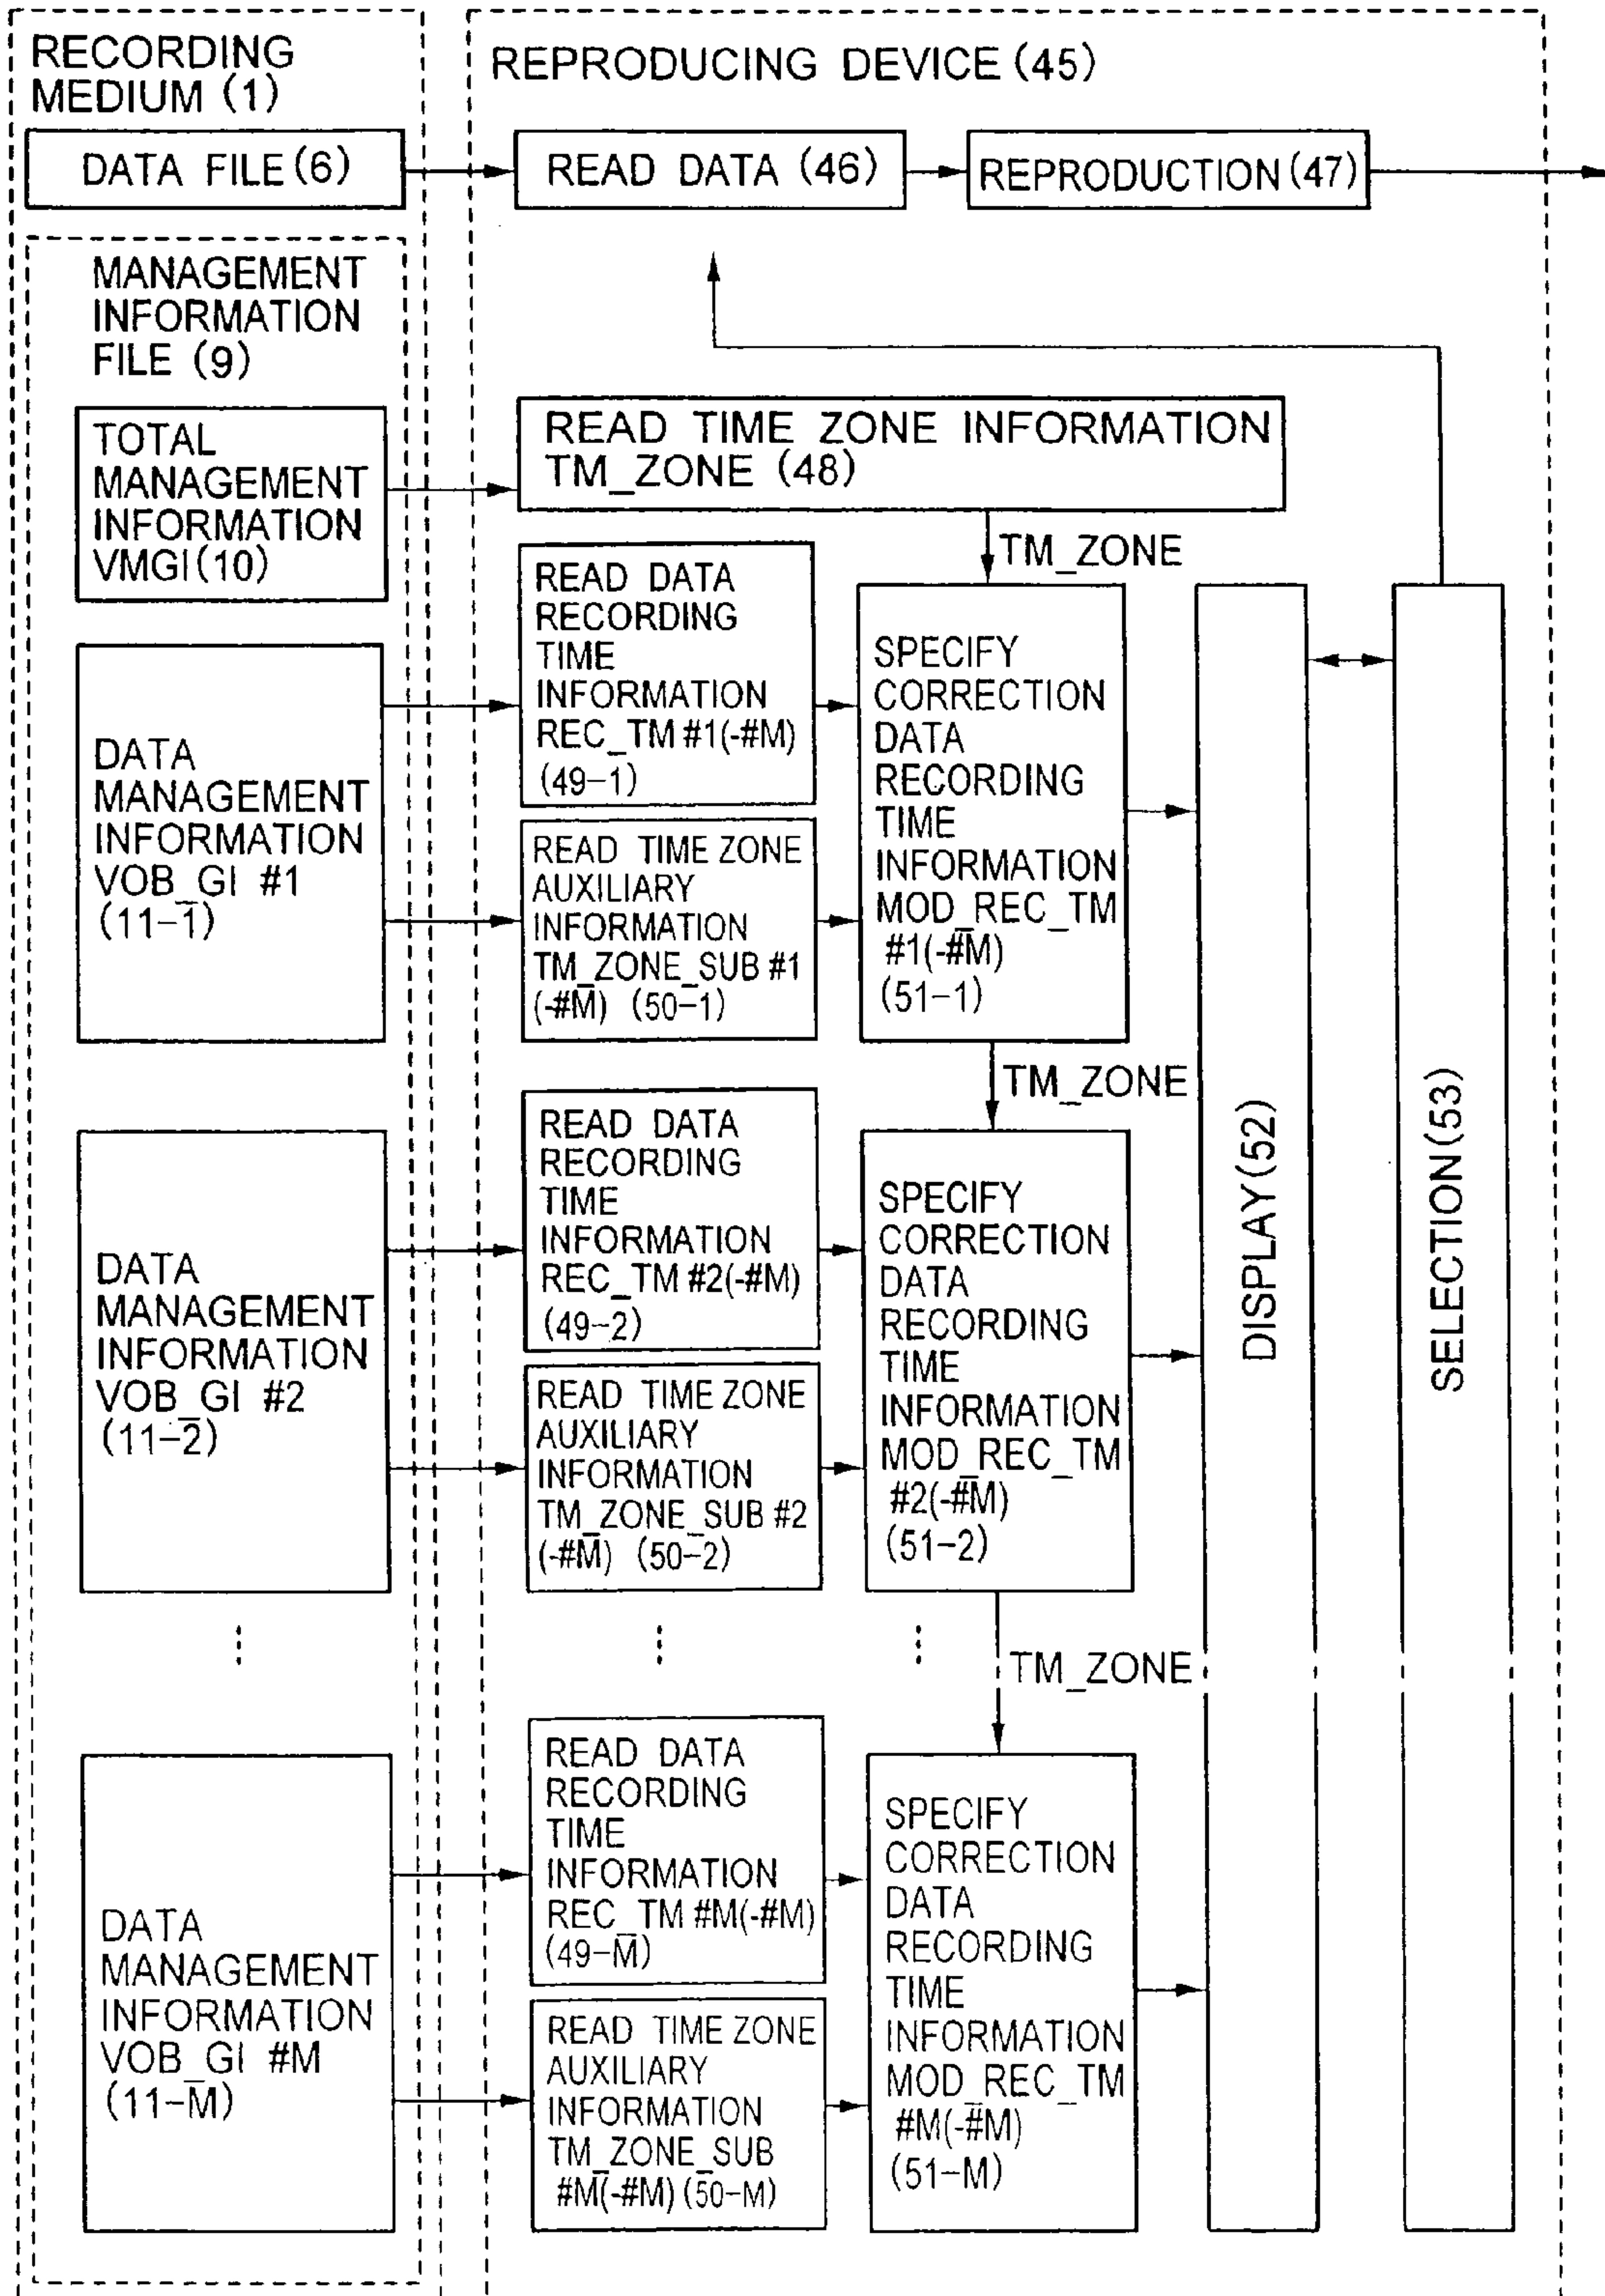 RECORDING
MEDIUM (1)
REPRODUCING DEVICE (45)
DATA FILE (6)
READ DATA (46)
REPRODUCTION (47)
MANAGEMENT
INFORMATION
FILE (9)
TOTAL
MANAGEMENT
INFORMATION
VMGI(10)
READ TIME ZONE INFORMATION
TM_ZONE (48)
TM_ZONE
DATA
MANAGEMENT
INFORMATION
VOB_GI #1
(11-1)
READ DATA
RECORDING
TIME
INFORMATION
REC_TM #1(-#M)
(49-1)
READ TIME ZONE
AUXILIARY
INFORMATION
TM_ZONE_SUB #1
(-#M) (50-1)
SPECIFY
CORRECTION
DATA
RECORDING
TIME
INFORMATION
MOD_REC_TM
#1(-#M)
(51-1)
TM_ZONE
DISPLAY(52)
SELECTION(53)
DATA
MANAGEMENT
INFORMATION
VOB_GI #2
(11-2)
READ DATA
RECORDING
TIME
INFORMATION
REC_TM #2(-#M)
(49-2)
READ TIME ZONE
AUXILIARY
INFORMATION
TM_ZONE_SUB #2
(-#M) (50-2)
SPECIFY
CORRECTION
DATA
RECORDING
TIME
INFORMATION
MOD_REC_TM
#2(-#M)
(51-2)
TM_ZONE
DATA
MANAGEMENT
INFORMATION
VOB_GI #M
(11-M)
READ DATA
RECORDING
TIME
INFORMATION
REC_TM #M(-#M)
(49-M)
READ TIME ZONE
AUXILIARY
INFORMATION
TM_ZONE_SUB
#M(-#M) (50-M)
SPECIFY
CORRECTION
DATA
RECORDING
TIME
INFORMATION
MOD_REC_TM
#M(-#M)
(51-M)